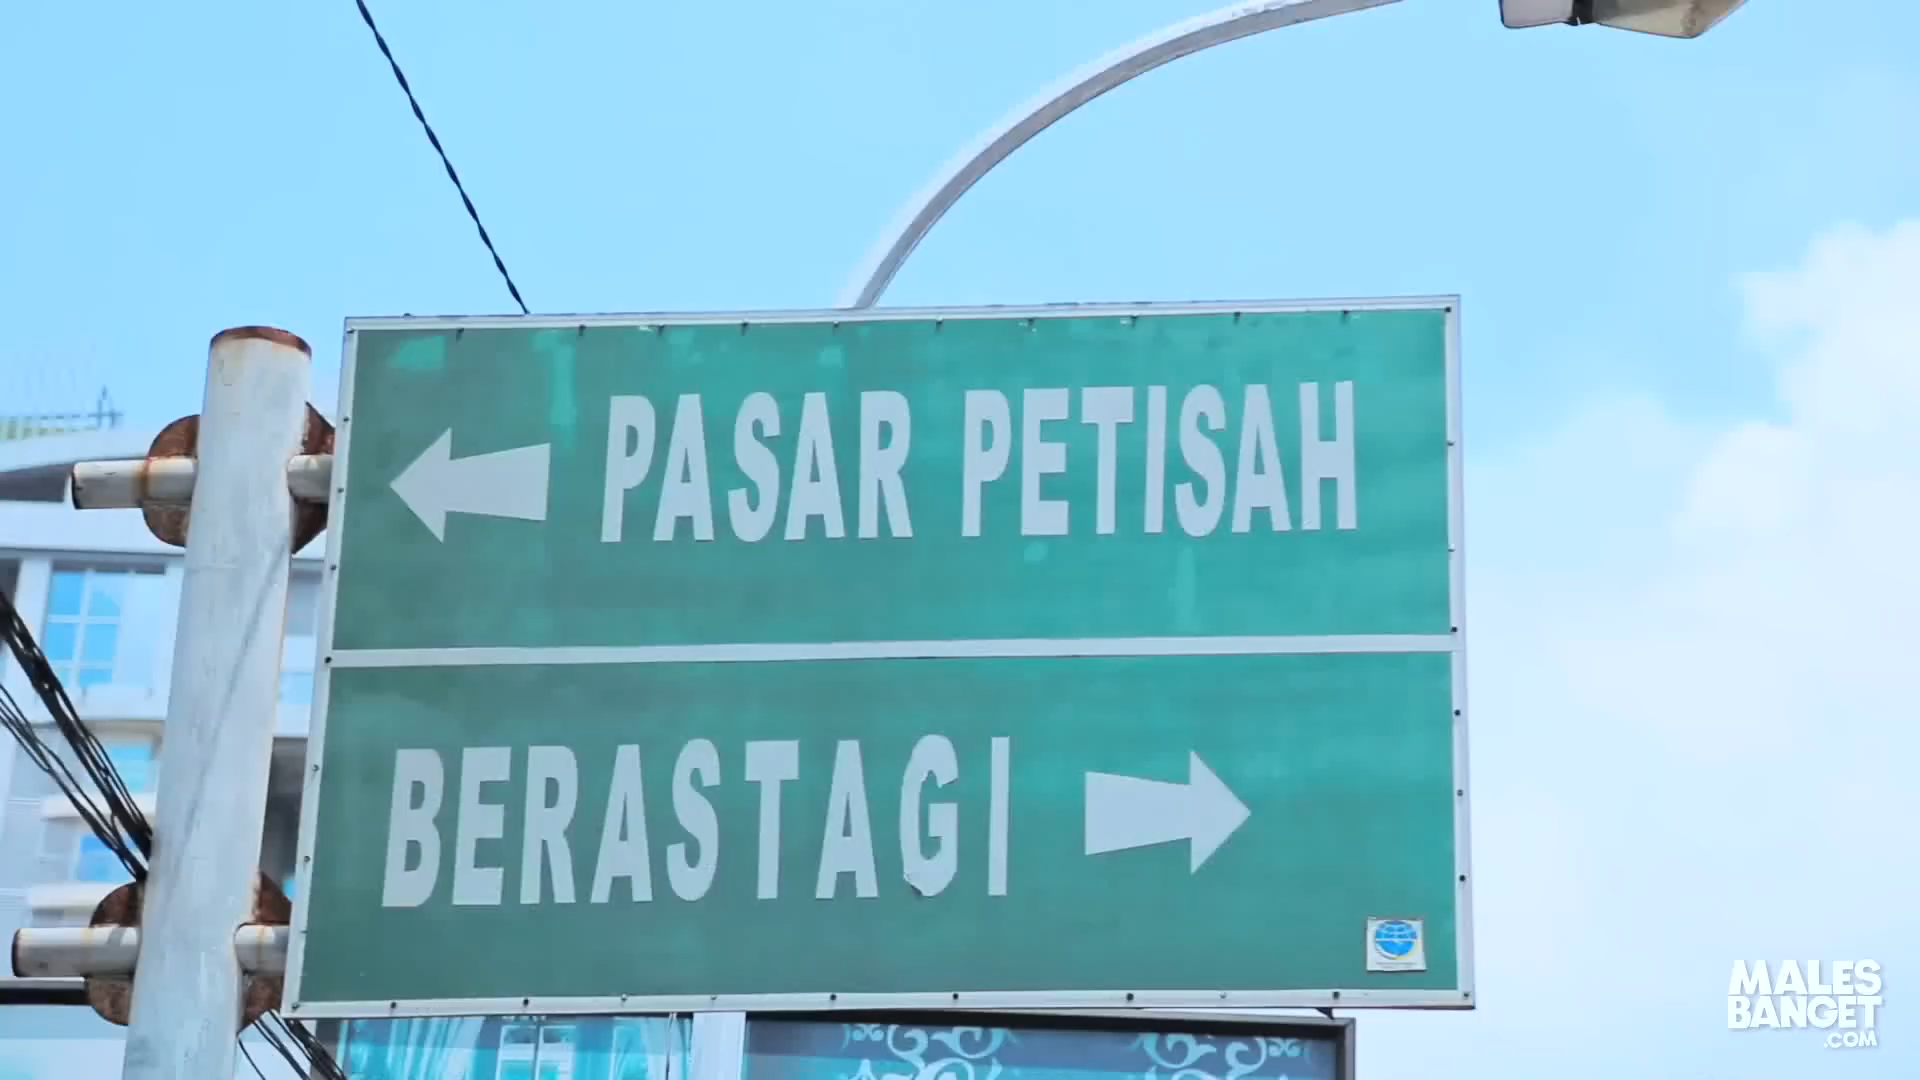 PASAR PETISAH
BERASTAGI
MALES
BANGET
.COM